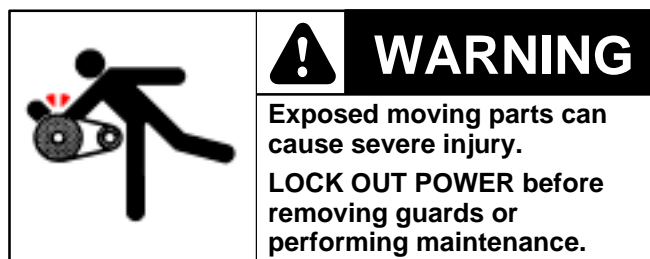 WARNING
Exposed moving parts can
cause severe injury.
LOCK OUT POWER before
removing guards or
performing maintenance.